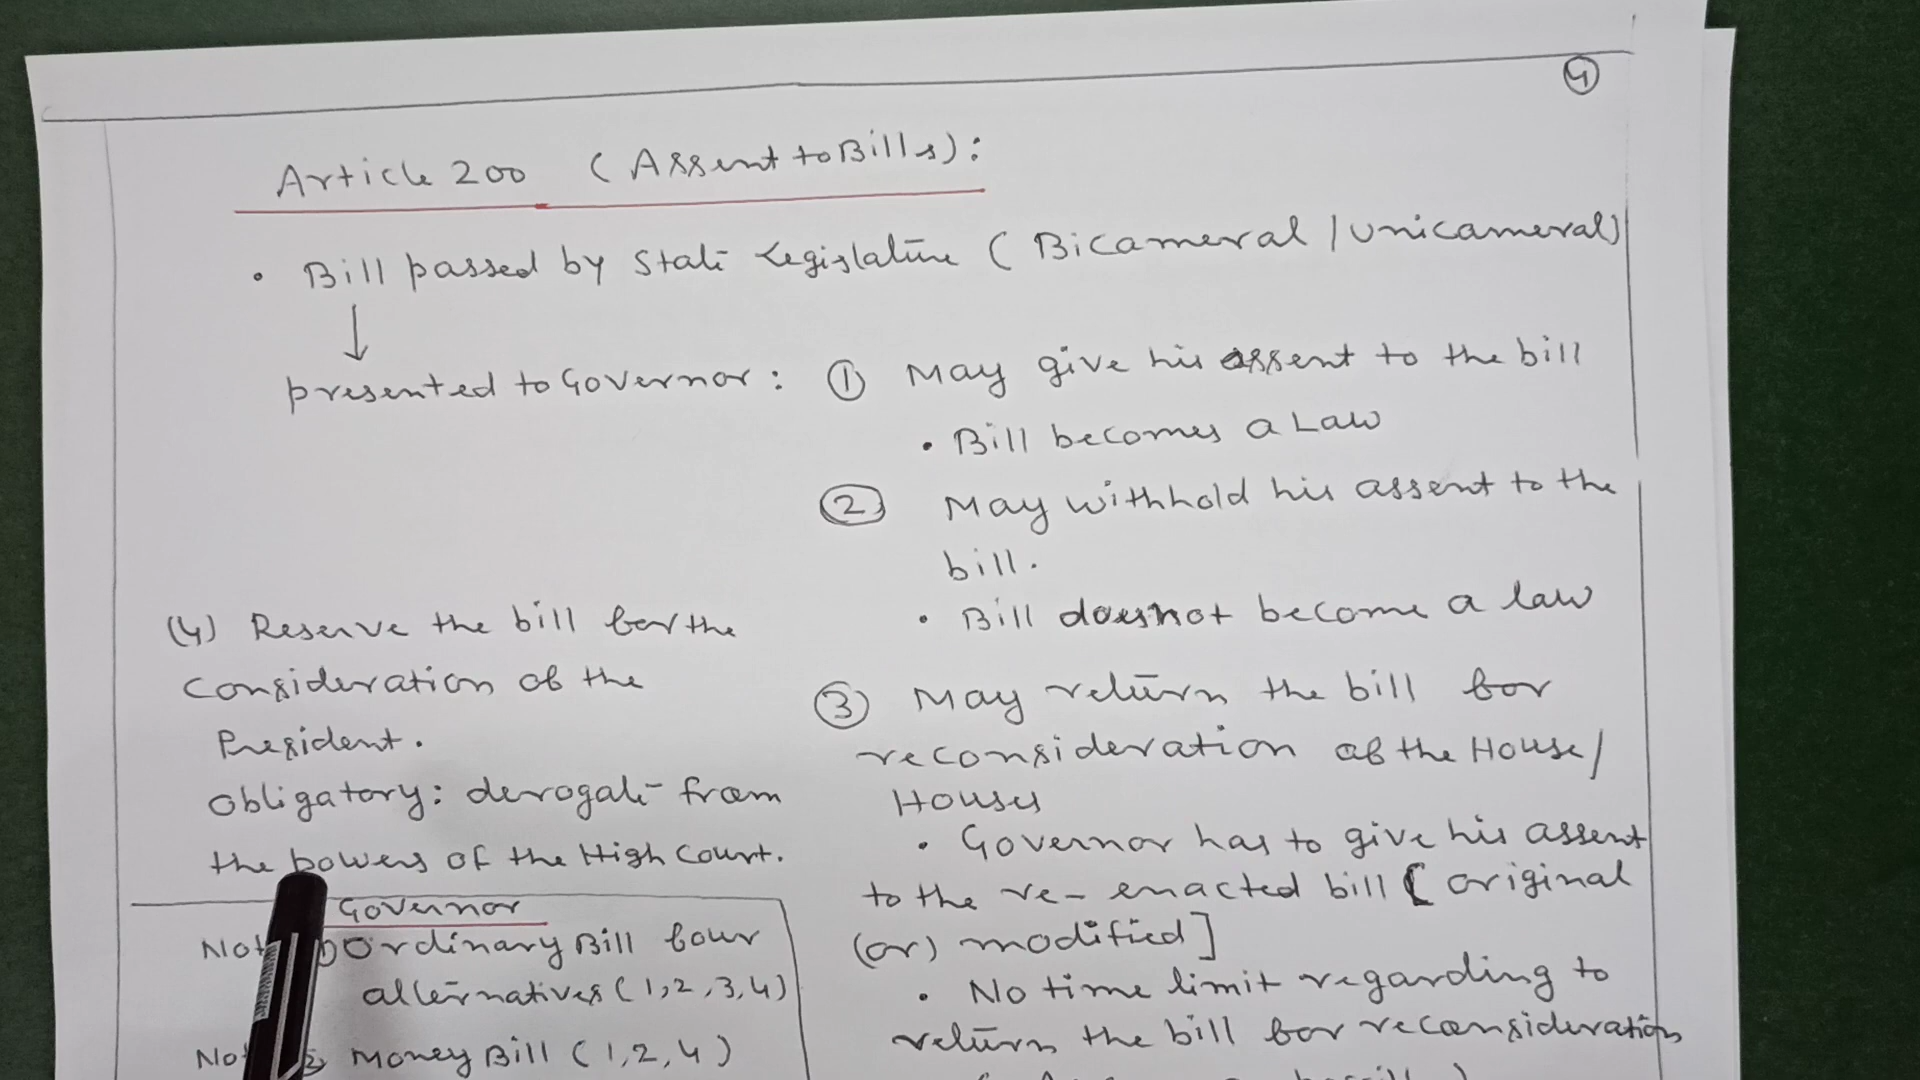 4
Article 200 (Assent to Bills):
• Bill passed by State Legislature ( Bicameral / Unicameral)
↓
presented to Governor: ① May give his assent to the bill
• Bill becomes a Law
② May withhold his assent to the
bill.
• Bill does not become a law
③ May return the bill for
reconsideration of the House/
Houses
• Governor has to give his assent
to the re-enacted bill [ original
(or) modified]
• No time limit regarding to
return the bill for reconsideration
(4) Reserve the bill for the
Consideration of the
President.
Obligatory: derogate from
the powers of the High Court.
Governor
① Ordinary Bill four
alternatives (1,2,3,4)
Money Bill (1,2,4)